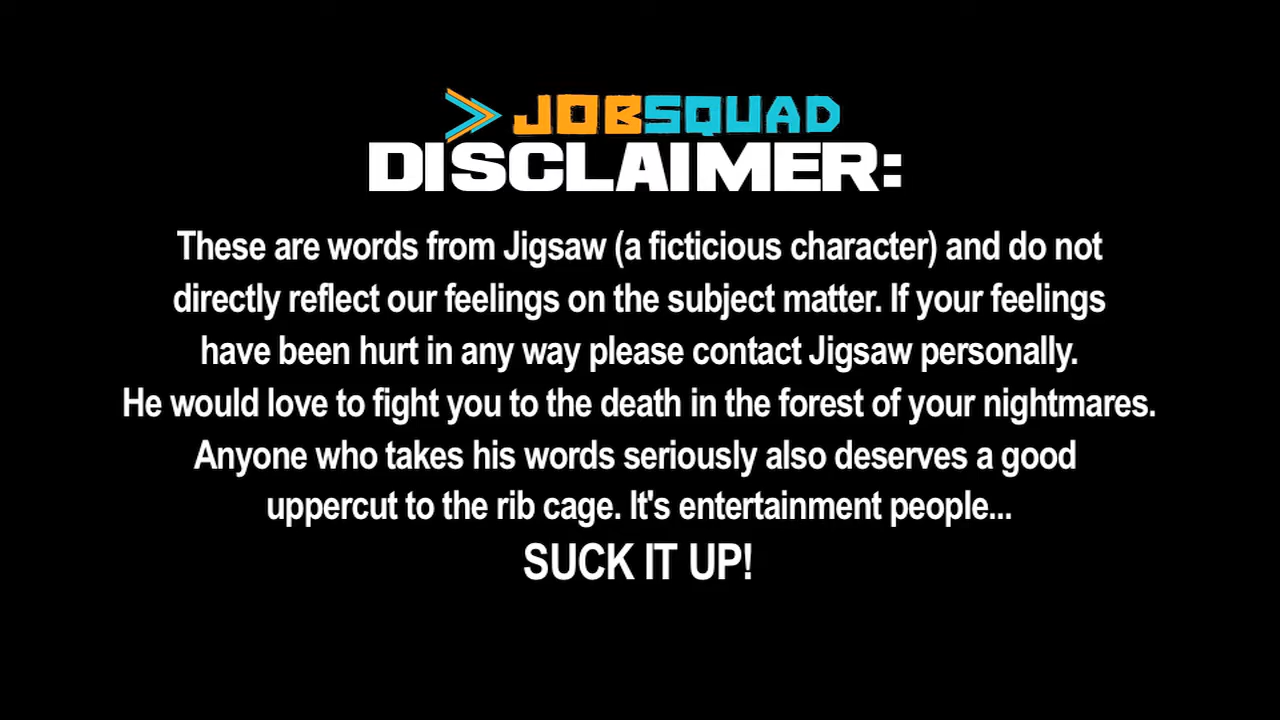 JOBSQUAD
DISCLAIMER:
These are words from Jigsaw (a ficticious character) and do not
directly reflect our feelings on the subject matter. If your feelings
have been hurt in any way please contact Jigsaw personally.
He would love to fight you to the death in the forest of your nightmares.
Anyone who takes his words seriously also deserves a good
uppercut to the rib cage. It's entertainment people...
SUCK IT UP!